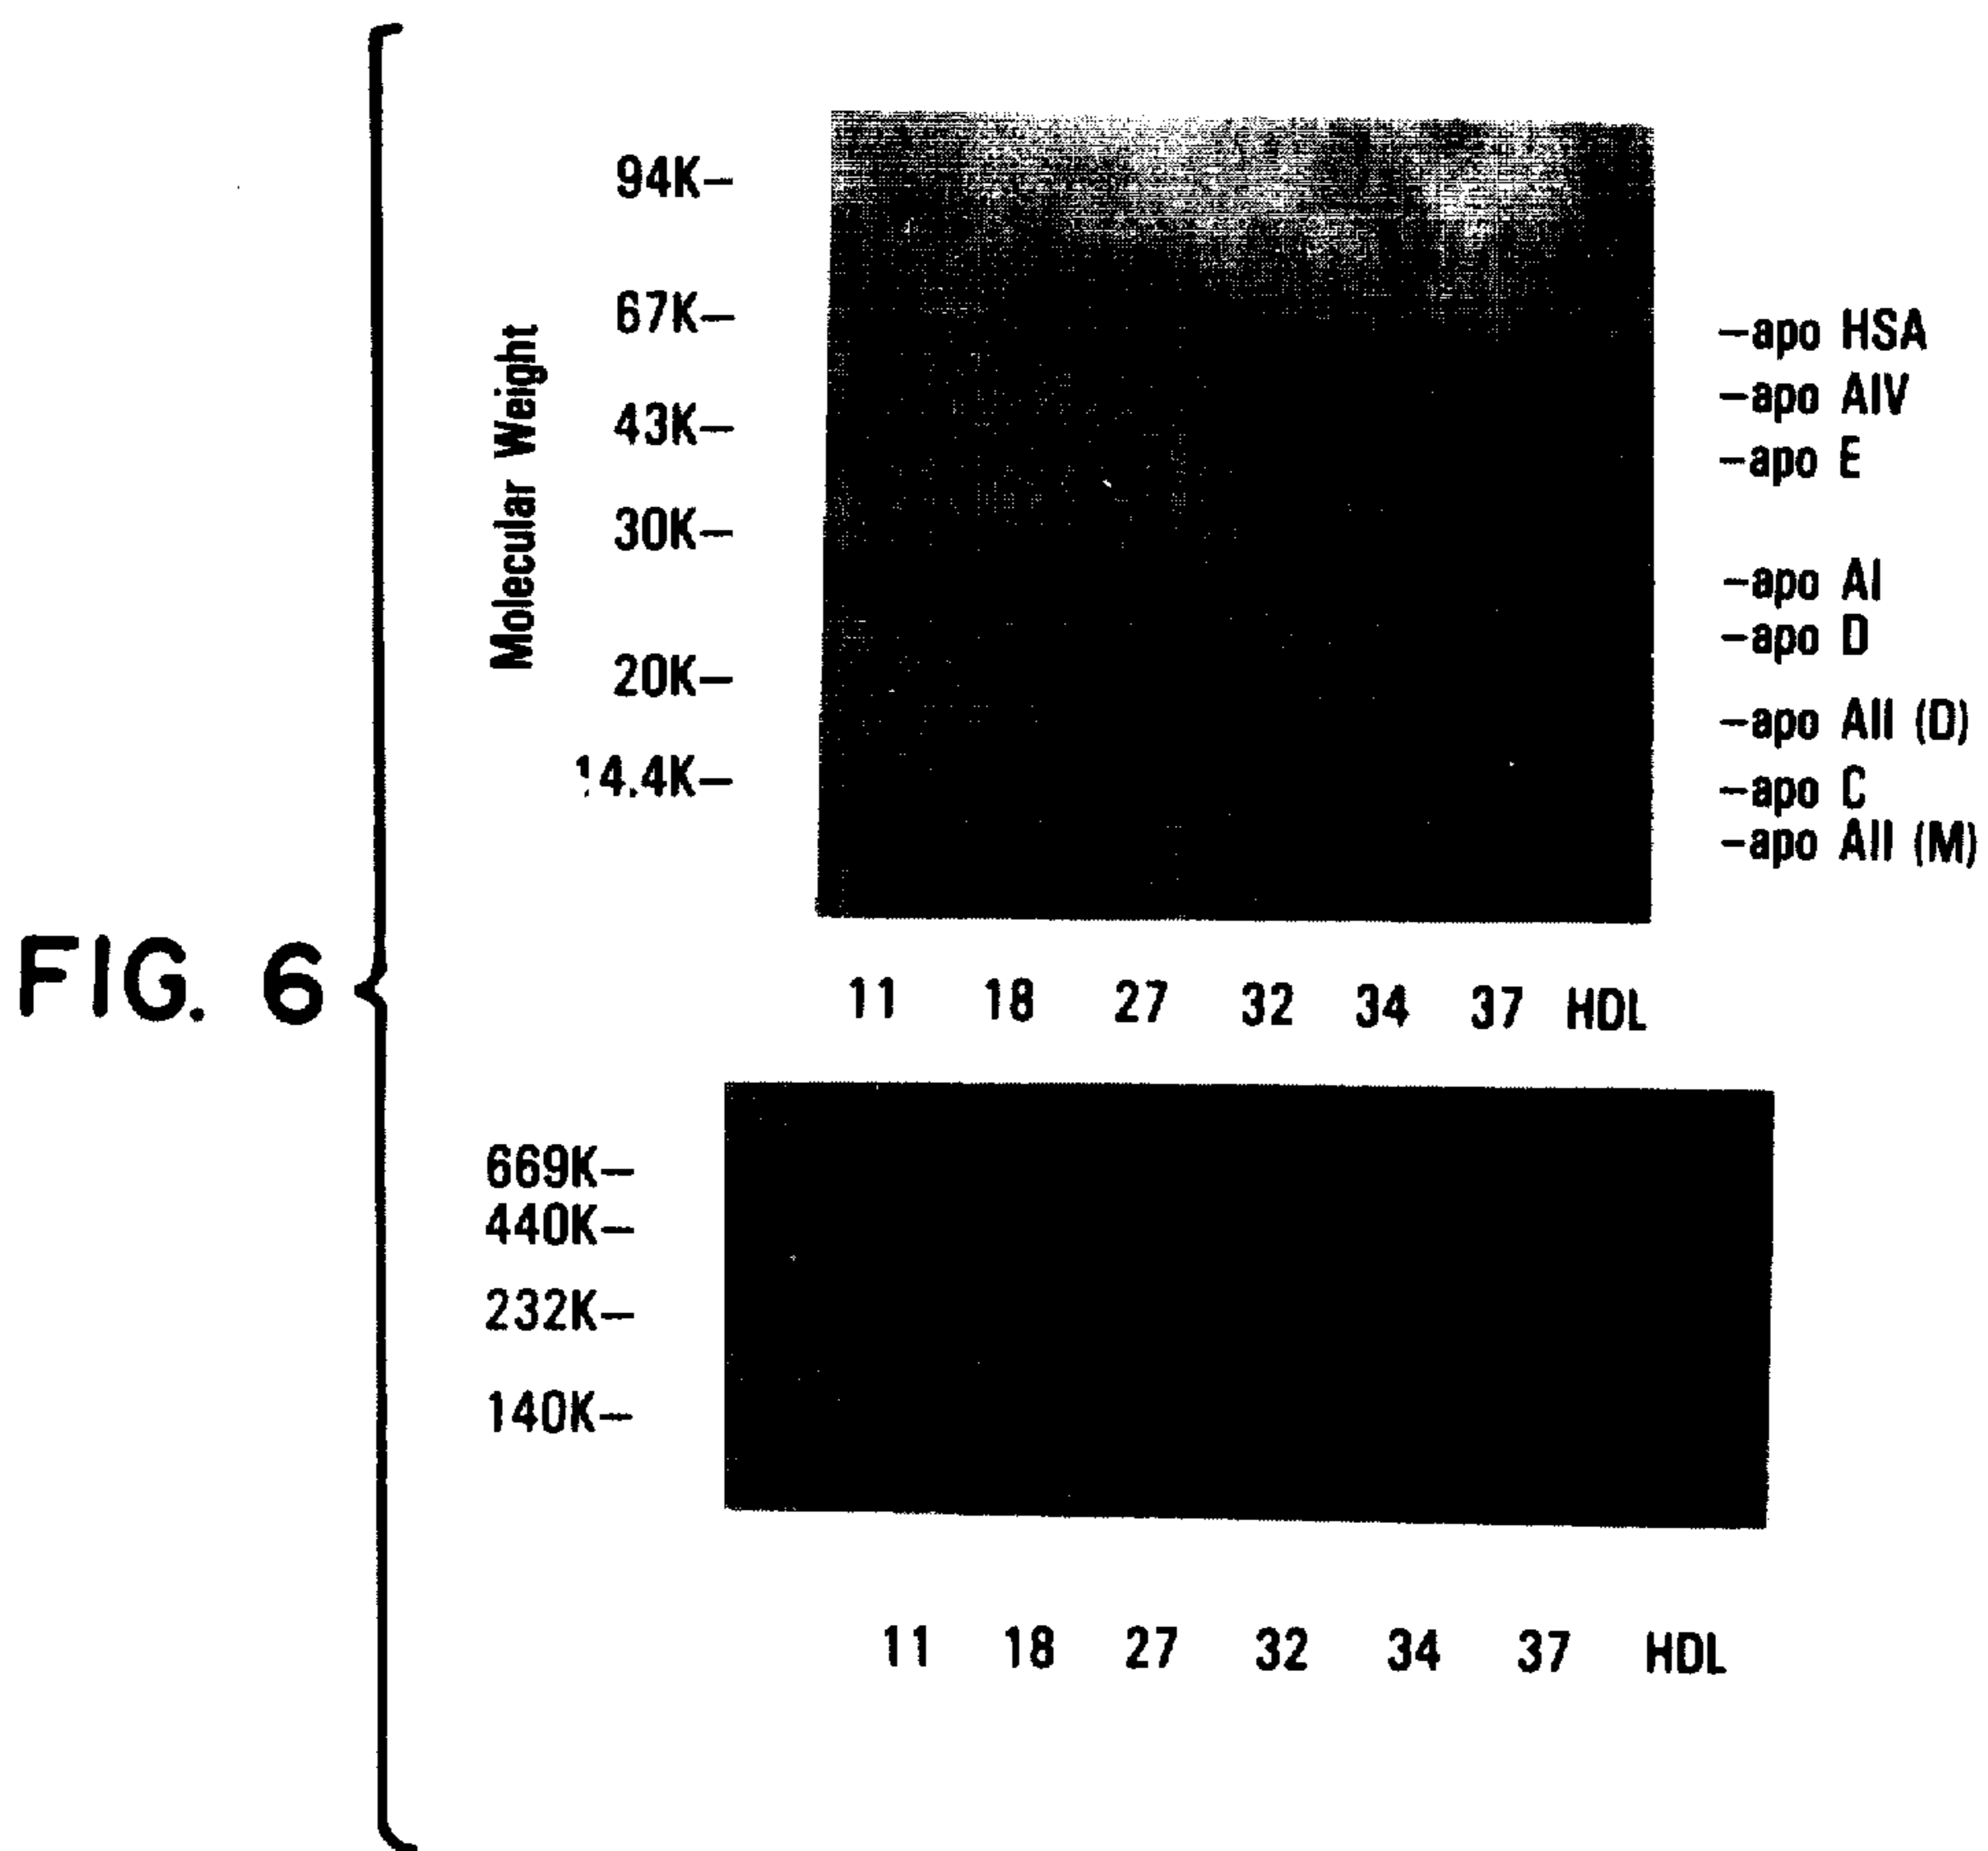 FIG. 6
Molecular Weight
94K–
67K–
43K–
30K–
20K–
14.4K–
–apo HSA
–apo AIV
–apo E
–apo AI
–apo D
–apo AII (D)
–apo C
–apo AII (M)
11 18 27 32 34 37 HDL
669K–
440K–
232K–
140K–
11 18 27 32 34 37 HDL